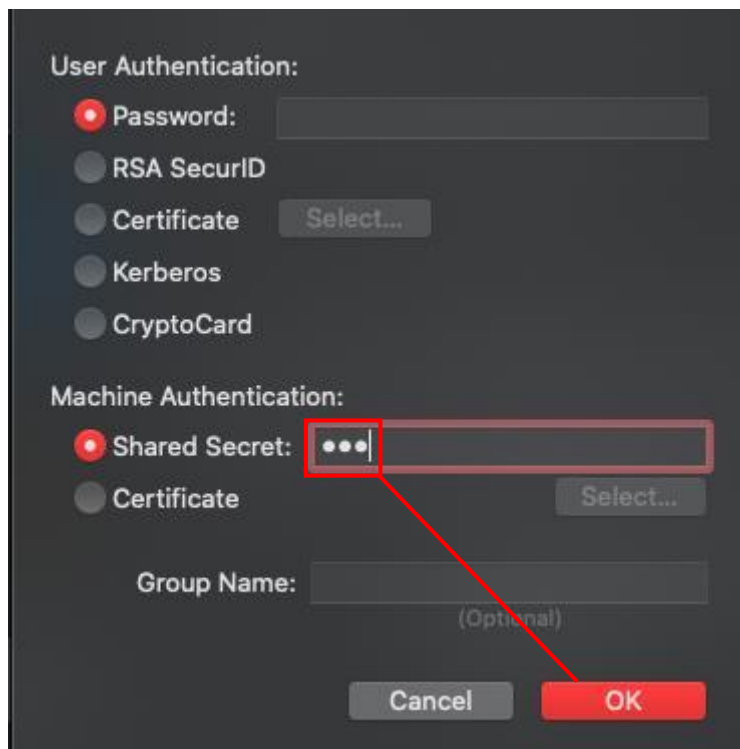 User Authentication:
Password:
RSA SecurID
Certificate Select...
Kerberos
CryptoCard
Machine Authentication:
Shared Secret: •••
Certificate Select...
Group Name:
(Optional)
Cancel OK